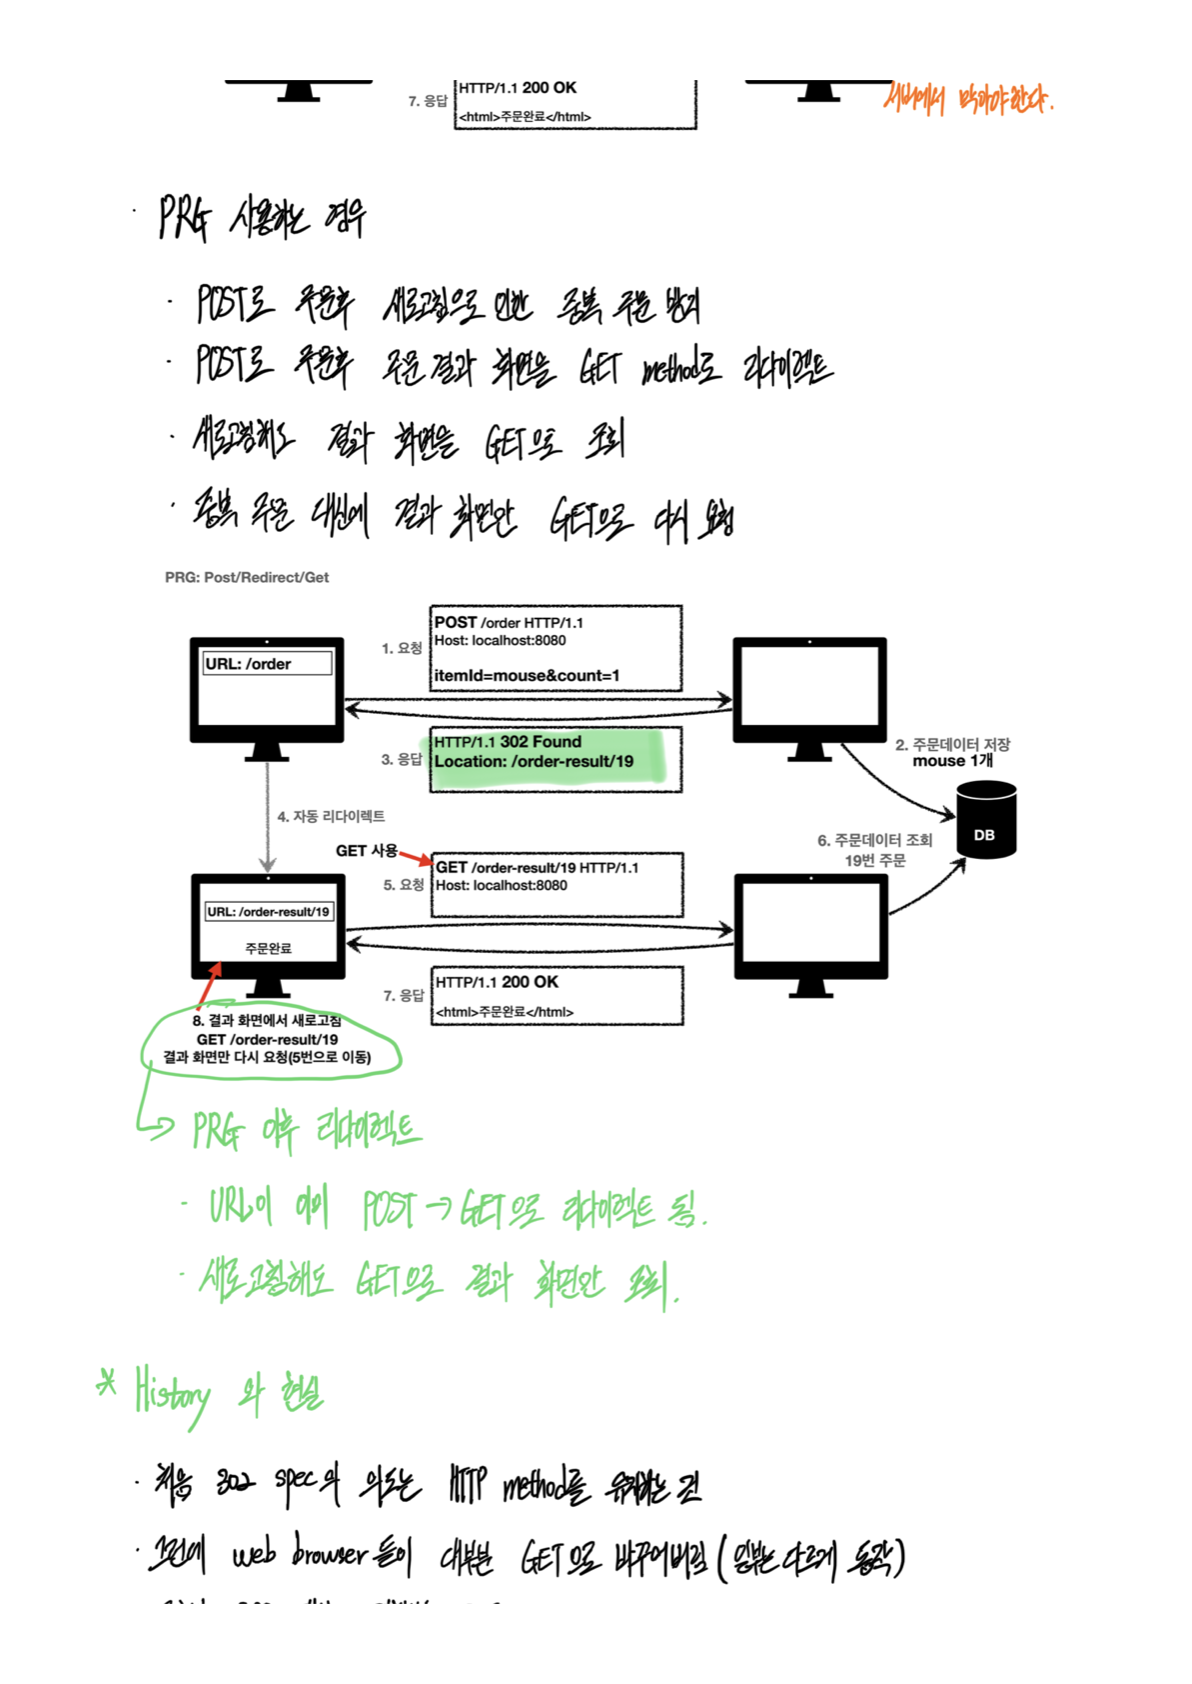 HTTP/1.1 200 OK
7. 응답
<html>주문완료</html>
서버에서 막아야한다.
· PRG 사용하는 경우
· POST로 주문후 새로고침으로 인한 중복 주문 방지
· POST로 주문후 주문 결과 화면을 GET method로 리다이렉트
· 새로고침해도 결과 화면을 GET으로 조회
· 중복 주문 대신에 결과 화면만 GET으로 다시 요청
PRG: Post/Redirect/Get
1. 요청
POST /order HTTP/1.1
Host: localhost:8080
itemId=mouse&count=1
URL: /order
2. 주문데이터 저장
mouse 1개
3. 응답
HTTP/1.1 302 Found
Location: /order-result/19
DB
4. 자동 리다이렉트
GET 사용
5. 요청
GET /order-result/19 HTTP/1.1
Host: localhost:8080
6. 주문데이터 조회
19번 주문
URL: /order-result/19
주문완료
7. 응답
HTTP/1.1 200 OK
<html>주문완료</html>
8. 결과 화면에서 새로고침
GET /order-result/19
결과 화면만 다시 요청(5번으로 이동)
PRG 이후 리다이렉트
- URL이 이미 POST → GET으로 리다이렉트 됨.
- 새로고침해도 GET으로 결과 화면만 조회.
* History 와 현실
· 처음 302 spec의 의도는 HTTP method를 유지하는 것
· 그런데 web browser들이 대부분 GET으로 바꾸어버림 (일부는 다르게 동작)